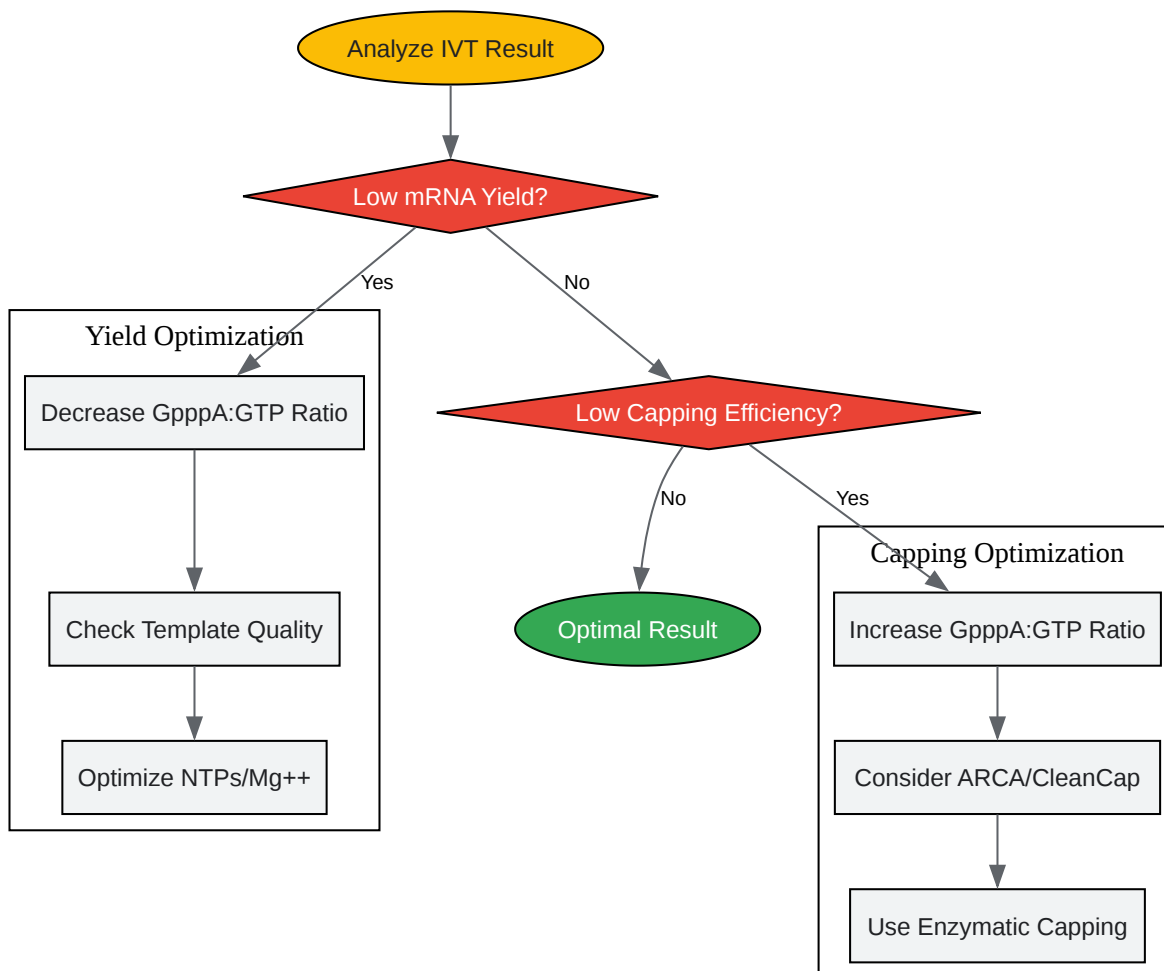 Analyze IVT Result
Low mRNA Yield?
Yes
No
Yield Optimization
Decrease GpppA:GTP Ratio
Low Capping Efficiency?
No
Yes
Capping Optimization
Check Template Quality
Optimal Result
Increase GpppA:GTP Ratio
Optimize NTPs/Mg++
Consider ARCA/CleanCap
Use Enzymatic Capping